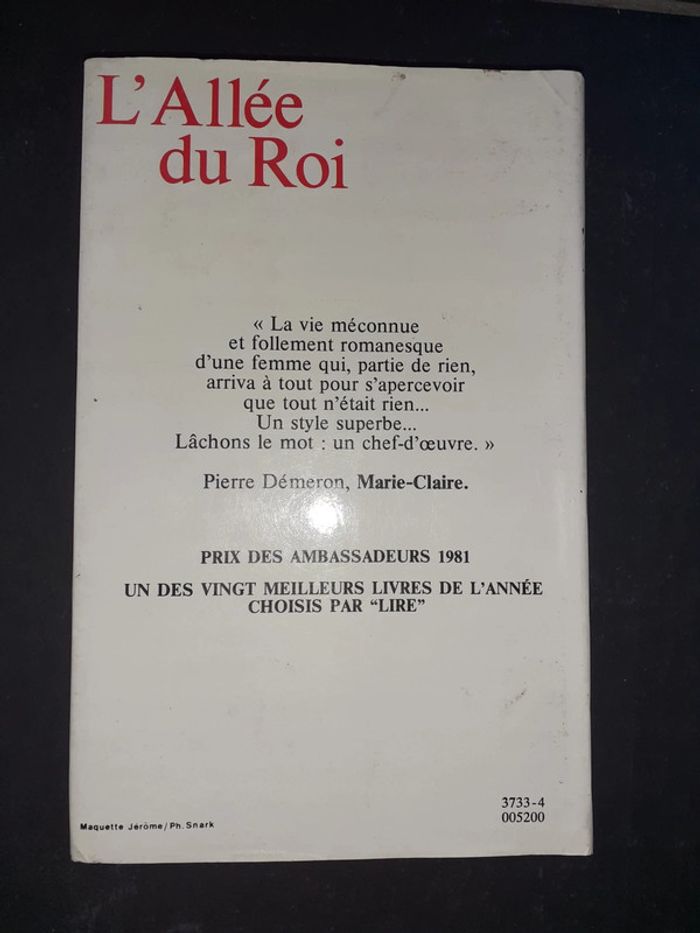 L'Allée
du Roi
« La vie méconnue
et follement romanesque
d'une femme qui, partie de rien,
arriva à tout pour s'apercevoir
que tout n'était rien...
Un style superbe...
Lâchons le mot : un chef-d'œuvre. »
Pierre Démeron, Marie-Claire.
PRIX DES AMBASSADEURS 1981
UN DES VINGT MEILLEURS LIVRES DE L'ANNÉE
CHOISIS PAR “LIRE”
3733-4
005200
Maquette Jérôme/Ph. Snark